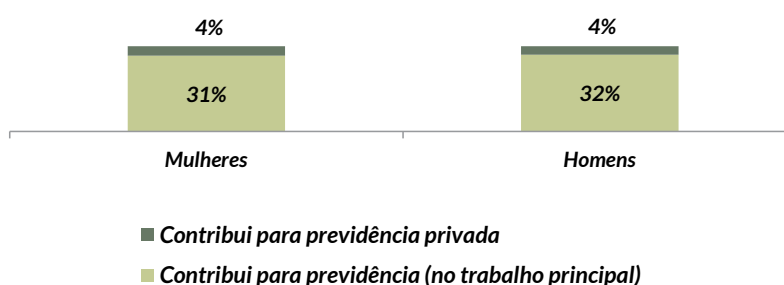 4% 4%
31% 32%
Mulheres Homens
Contribui para previdência privada
Contribui para previdência (no trabalho principal)